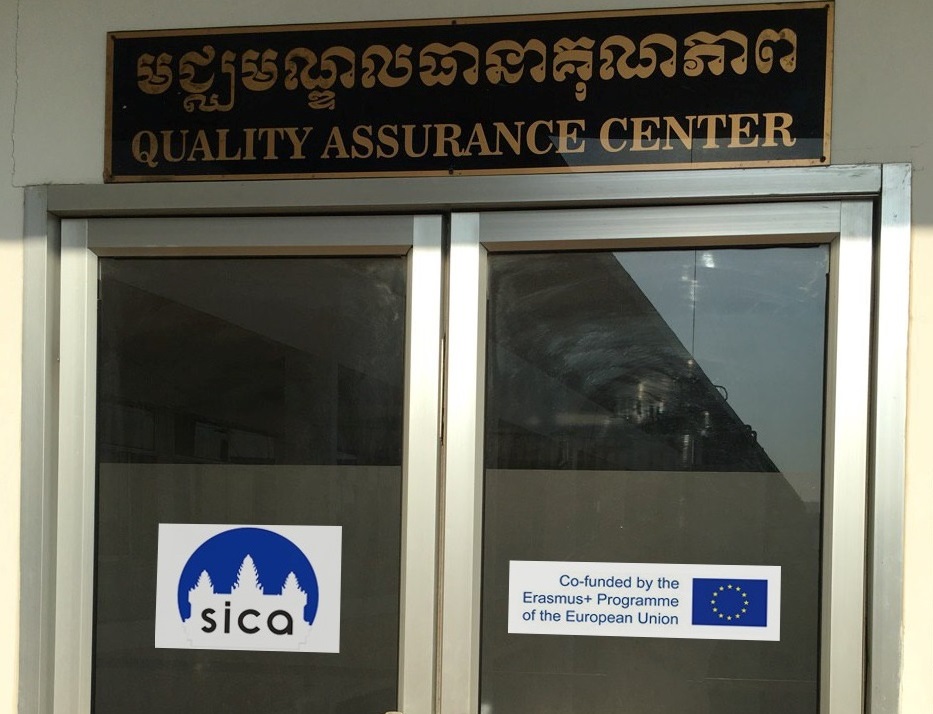 មជ្ឈមណ្ឌលធានាគុណភាព
QUALITY ASSURANCE CENTER
sica
Co-funded by the
Erasmus+ Programme
of the European Union